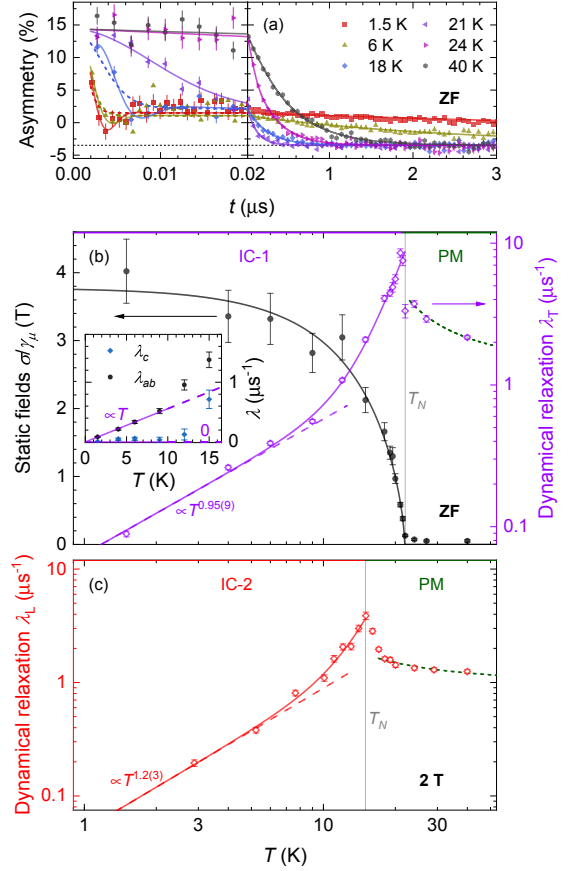 (a)
1.5 K
21 K
6 K
24 K
18 K
40 K
ZF
Asymmetry (%)
15
10
5
0
-5
0.00
0.01
0.02
1
2
3
t (µs)
(b)
IC-1
PM
Static fields σ/γμ (T)
4
3
2
1
0
Dynamical relaxation λT (µs⁻¹)
10
1
0.1
TN
∝T^0.95(9)
ZF
λc
λab
∝T
λ (µs⁻¹)
1
0
0
0
5
10
15
T (K)
(c)
IC-2
PM
Dynamical relaxation λL (µs⁻¹)
10
1
0.1
TN
∝T^1.2(3)
2 T
1
3
10
30
T (K)